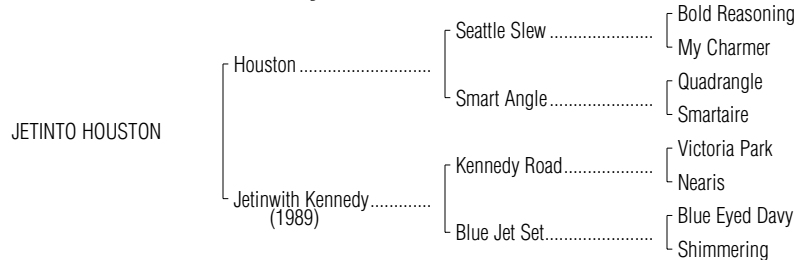 Bold Reasoning
Seattle Slew .....................
My Charmer
Houston ...........................
Quadrangle
Smart Angle .....................
Smartaire
JETINTO HOUSTON
Victoria Park
Kennedy Road..................
Nearis
Jetinwith Kennedy.............
(1989)
Blue Eyed Davy
Blue Jet Set......................
Shimmering